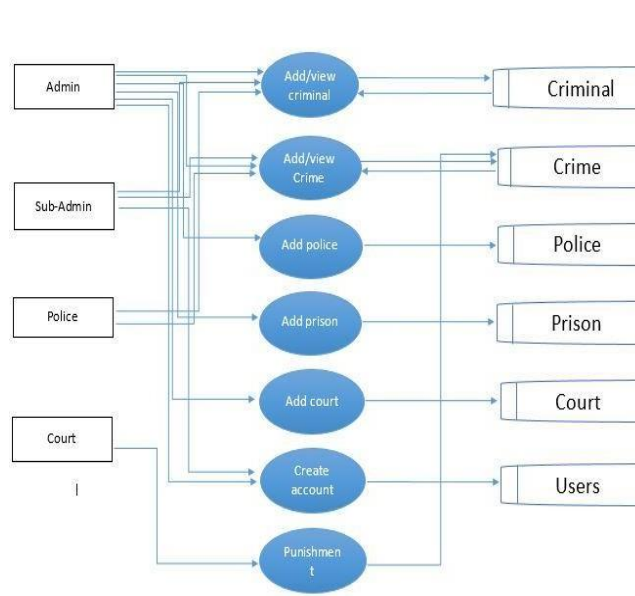 Admin
Sub-Admin
Police
Court
Add/view
criminal
Add/view
Crime
Add police
Add prison
Add court
Create
account
Punishmen
t
Criminal
Crime
Police
Prison
Court
Users